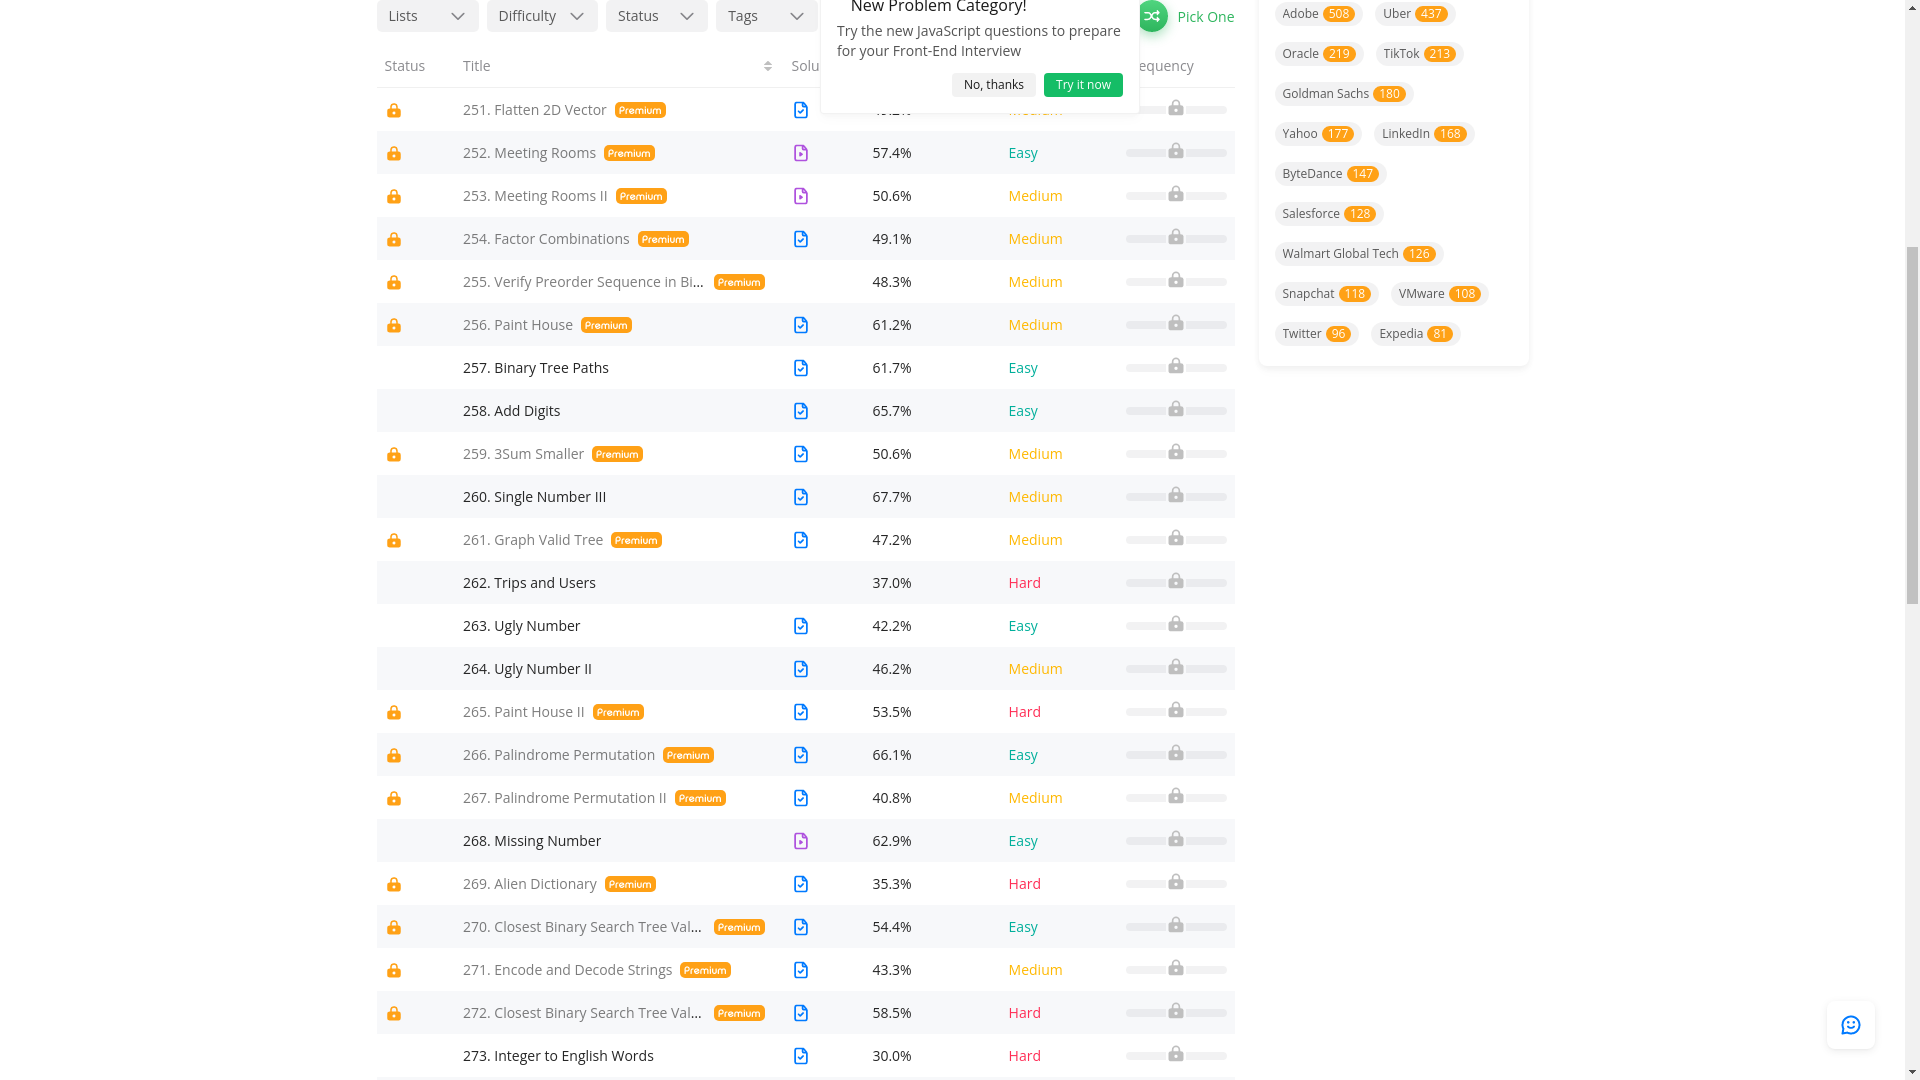 Lists
Difficulty
Status
Tags
New Problem Category!
Try the new JavaScript questions to prepare
for your Front-End Interview
No, thanks
Try it now
Pick One
Status Title
251. Flatten 2D Vector Premium
252. Meeting Rooms Premium 57.4% Easy
253. Meeting Rooms II Premium 50.6% Medium
254. Factor Combinations Premium 49.1% Medium
255. Verify Preorder Sequence in Bi... Premium 48.3% Medium
256. Paint House Premium 61.2% Medium
257. Binary Tree Paths 61.7% Easy
258. Add Digits 65.7% Easy
259. 3Sum Smaller Premium 50.6% Medium
260. Single Number III 67.7% Medium
261. Graph Valid Tree Premium 47.2% Medium
262. Trips and Users 37.0% Hard
263. Ugly Number 42.2% Easy
264. Ugly Number II 46.2% Medium
265. Paint House II Premium 53.5% Hard
266. Palindrome Permutation Premium 66.1% Easy
267. Palindrome Permutation II Premium 40.8% Medium
268. Missing Number 62.9% Easy
269. Alien Dictionary Premium 35.3% Hard
270. Closest Binary Search Tree Val... Premium 54.4% Easy
271. Encode and Decode Strings Premium 43.3% Medium
272. Closest Binary Search Tree Val... Premium 58.5% Hard
273. Integer to English Words 30.0% Hard
Adobe 508 Uber 437
Oracle 219 TikTok 213
Goldman Sachs 180
Yahoo 177 LinkedIn 168
ByteDance 147
Salesforce 128
Walmart Global Tech 126
Snapchat 118 VMware 108
Twitter 96 Expedia 81